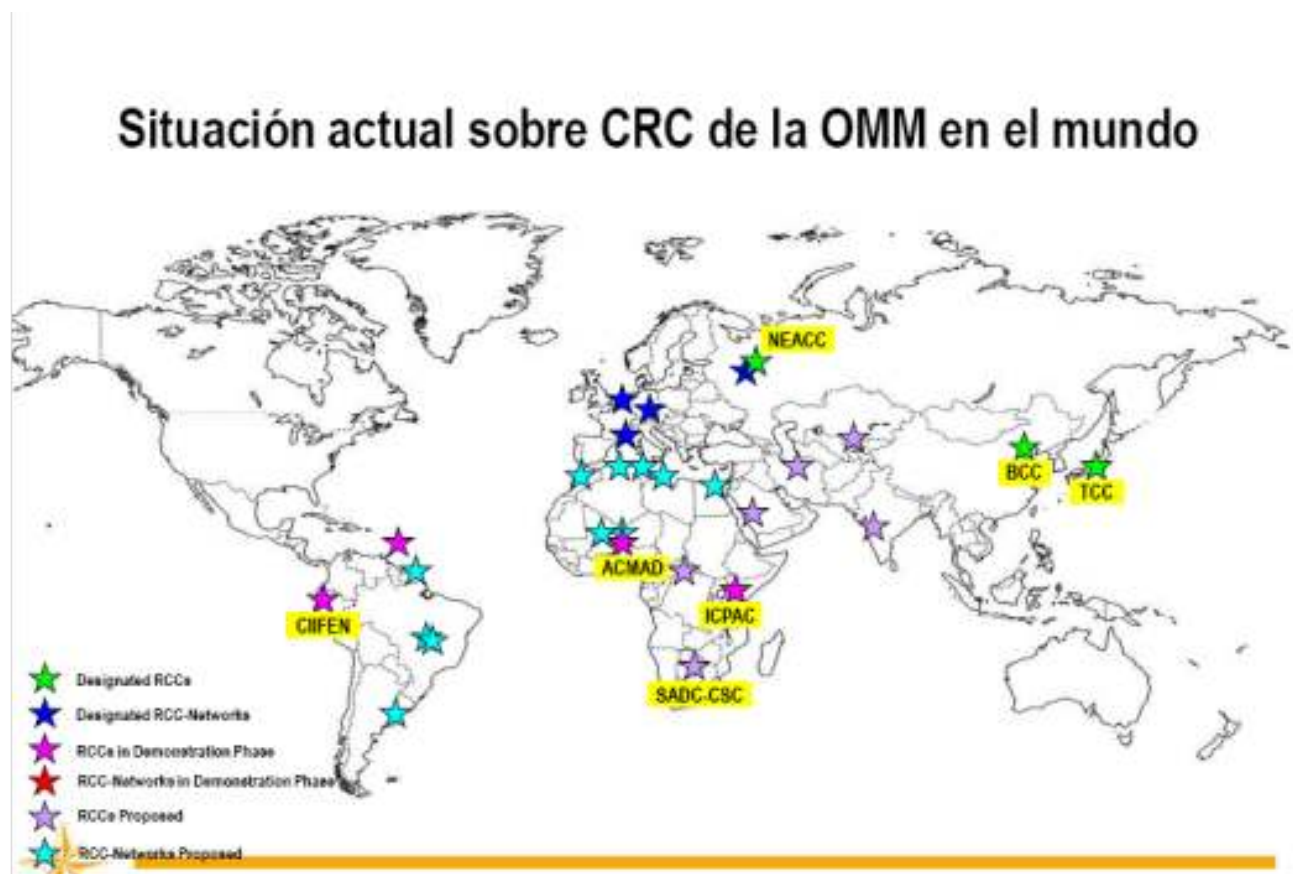 Situación actual sobre CRC de la OMM en el mundo
NEACC
BCC
TCC
ACMAD
ICPAC
CIIFEN
SADC-CSC
Designated RCCs
Designated RCC-Networks
RCCs in Demonstration Phase
RCC-Networks in Demonstration Phase
RCCs Proposed
RCC-Networks Proposed